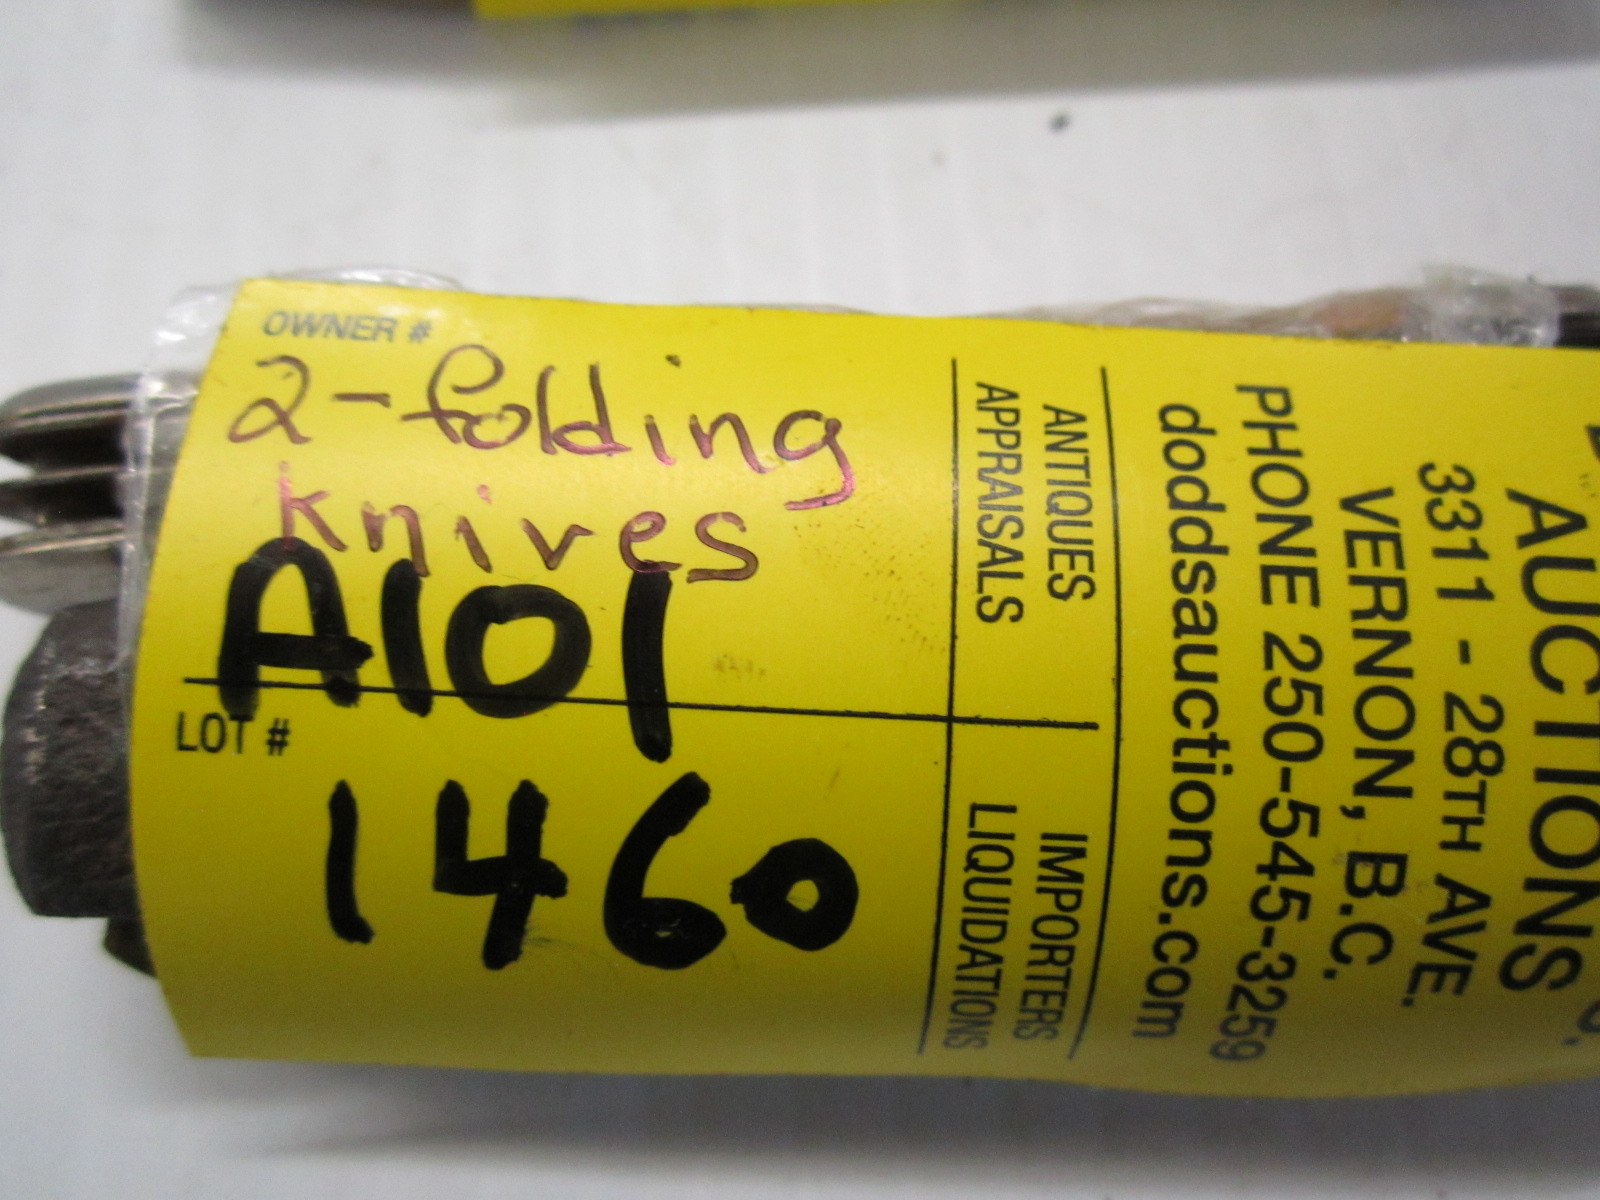 OWNER #
2-folding
knives
A101
LOT #
1460
ANTIQUES
APPRAISALS
IMPORTERS
LIQUIDATIONS
AUCTIONS
3311 - 28TH AVE.
VERNON, B.C.
PHONE 250-545-3259
doddsauctions.com